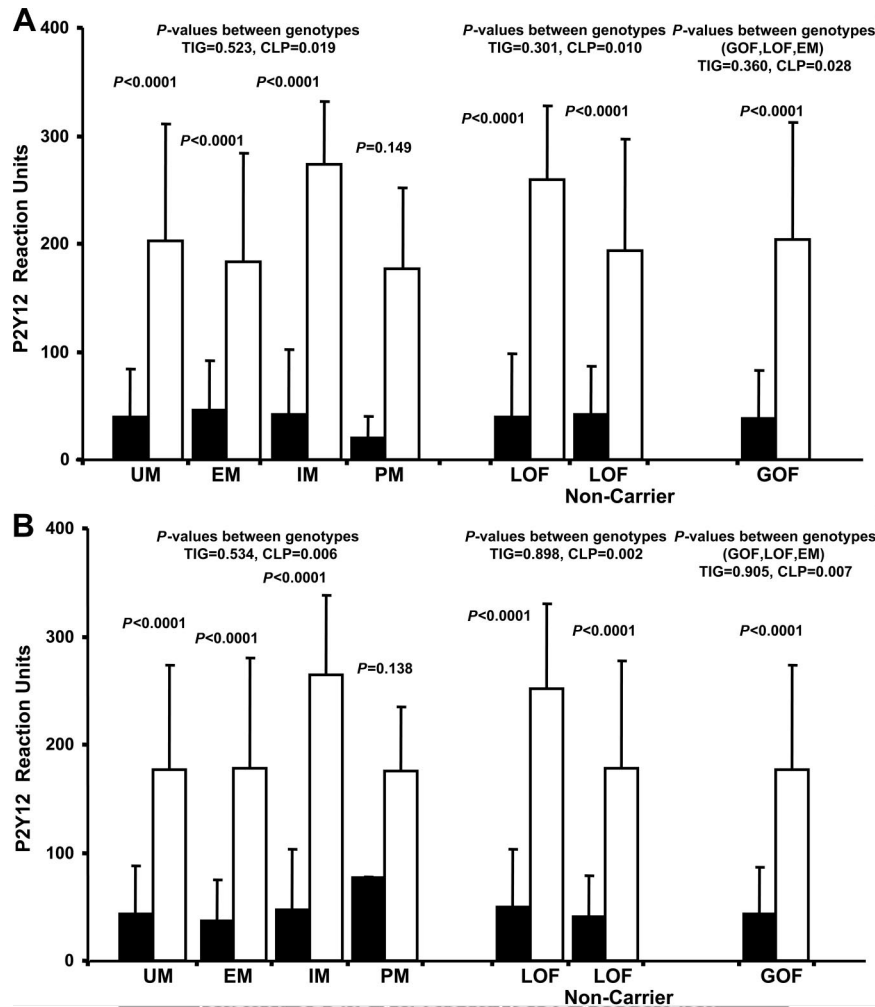 A
P2Y12 Reaction Units
400
300
200
100
0
P-values between genotypes
TIG=0.523, CLP=0.019
P-values between genotypes
TIG=0.301, CLP=0.010
P-values between genotypes
(GOF,LOF,EM)
TIG=0.360, CLP=0.028
P<0.0001
P<0.0001
P<0.0001
P=0.149
P<0.0001
P<0.0001
P<0.0001
UM
EM
IM
PM
LOF
LOF
Non-Carrier
GOF
B
P2Y12 Reaction Units
400
300
200
100
0
P-values between genotypes
TIG=0.534, CLP=0.006
P-values between genotypes
TIG=0.898, CLP=0.002
P-values between genotypes
(GOF,LOF,EM)
TIG=0.905, CLP=0.007
P<0.0001
P<0.0001
P<0.0001
P=0.138
P<0.0001
P<0.0001
P<0.0001
UM
EM
IM
PM
LOF
LOF
Non-Carrier
GOF